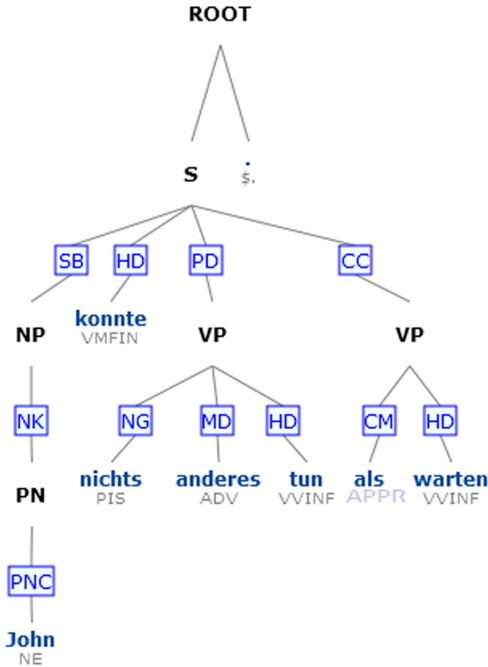 ROOT
S .
$.
SB HD PD CC
NP konnte VP VP
VMFIN
NK NG MD HD CM HD
PN nichts anderes tun als warten
PIS ADV VVINF APPR VVINF
PNC
John
NE